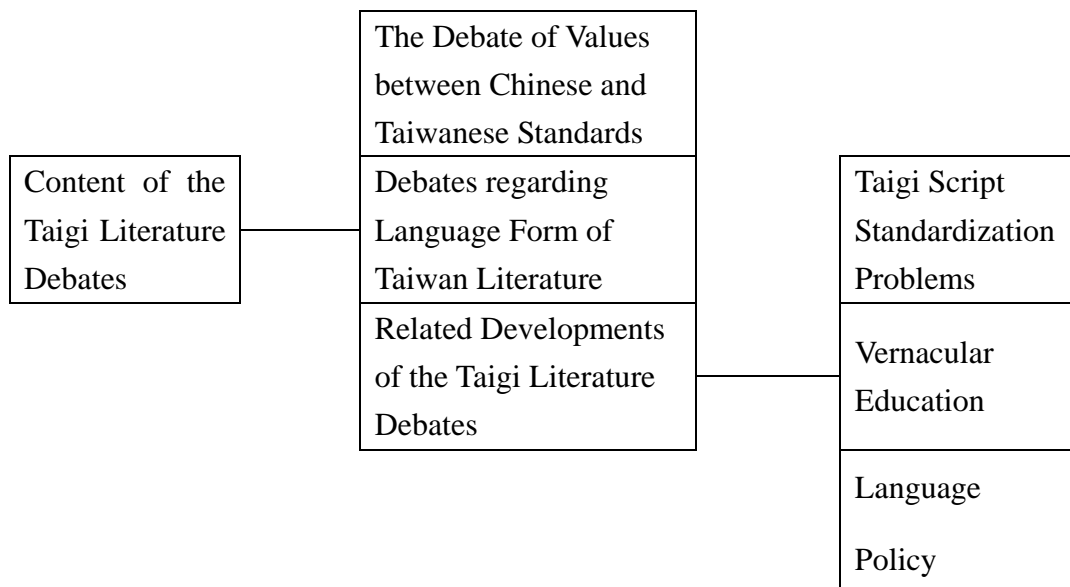 Content of the
Taigi Literature
Debates
The Debate of Values
between Chinese and
Taiwanese Standards
Debates regarding
Language Form of
Taiwan Literature
Related Developments
of the Taigi Literature
Debates
Taigi Script
Standardization
Problems
Vernacular
Education
Language
Policy